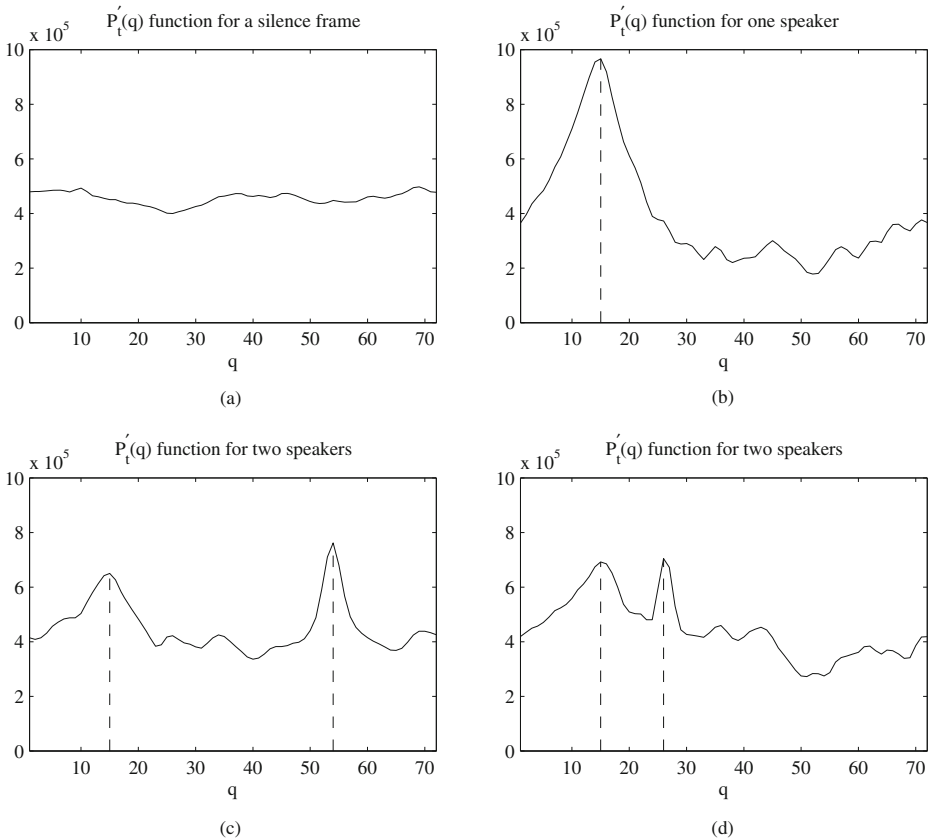 P′t(q) function for a silence frame
x 10^5
10
8
6
4
2
0
10 20 30 40 50 60 70
q
(a)
P′t(q) function for one speaker
x 10^5
10
8
6
4
2
0
10 20 30 40 50 60 70
q
(b)
P′t(q) function for two speakers
x 10^5
10
8
6
4
2
0
10 20 30 40 50 60 70
q
(c)
P′t(q) function for two speakers
x 10^5
10
8
6
4
2
0
10 20 30 40 50 60 70
q
(d)